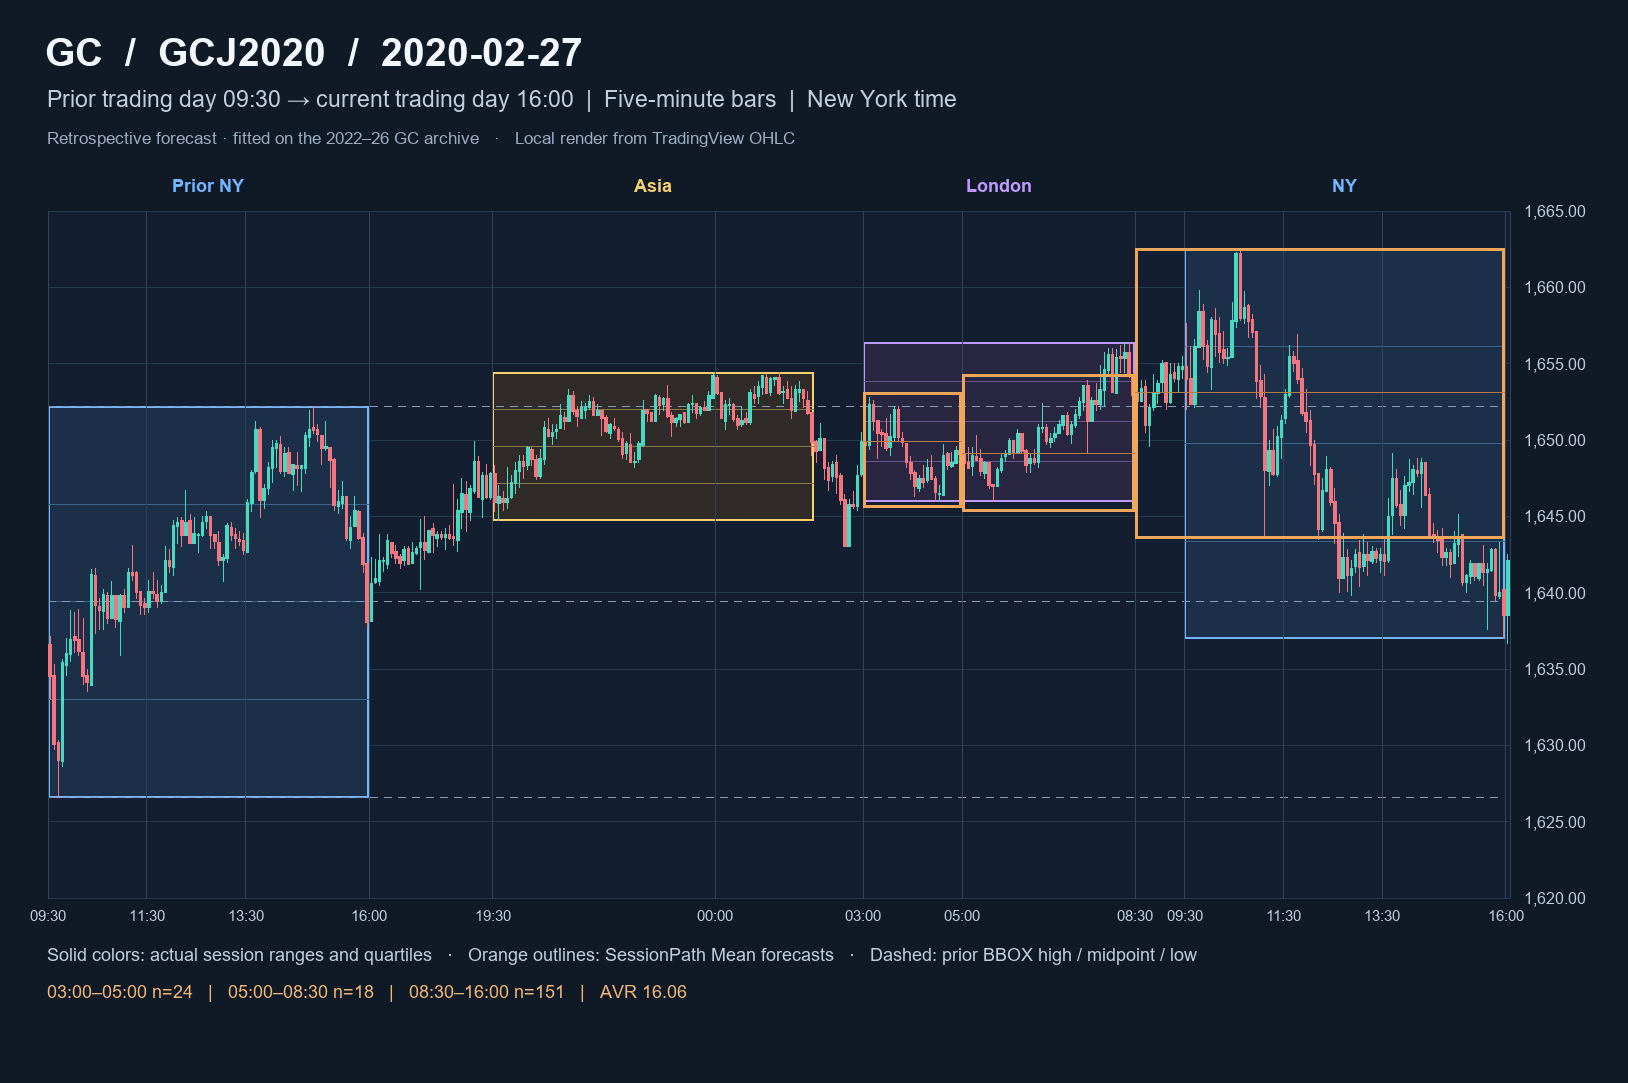 GC / GCJ2020 / 2020-02-27
Prior trading day 09:30 → current trading day 16:00 | Five-minute bars | New York time
Retrospective forecast · fitted on the 2022–26 GC archive · Local render from TradingView OHLC
Prior NY Asia London NY
1,665.00
1,660.00
1,655.00
1,650.00
1,645.00
1,640.00
1,635.00
1,630.00
1,625.00
1,620.00
09:30 11:30 13:30 16:00 19:30 00:00 03:00 05:00 08:30 09:30 11:30 13:30 16:00
Solid colors: actual session ranges and quartiles · Orange outlines: SessionPath Mean forecasts · Dashed: prior BBOX high / midpoint / low
03:00–05:00 n=24 | 05:00–08:30 n=18 | 08:30–16:00 n=151 | AVR 16.06